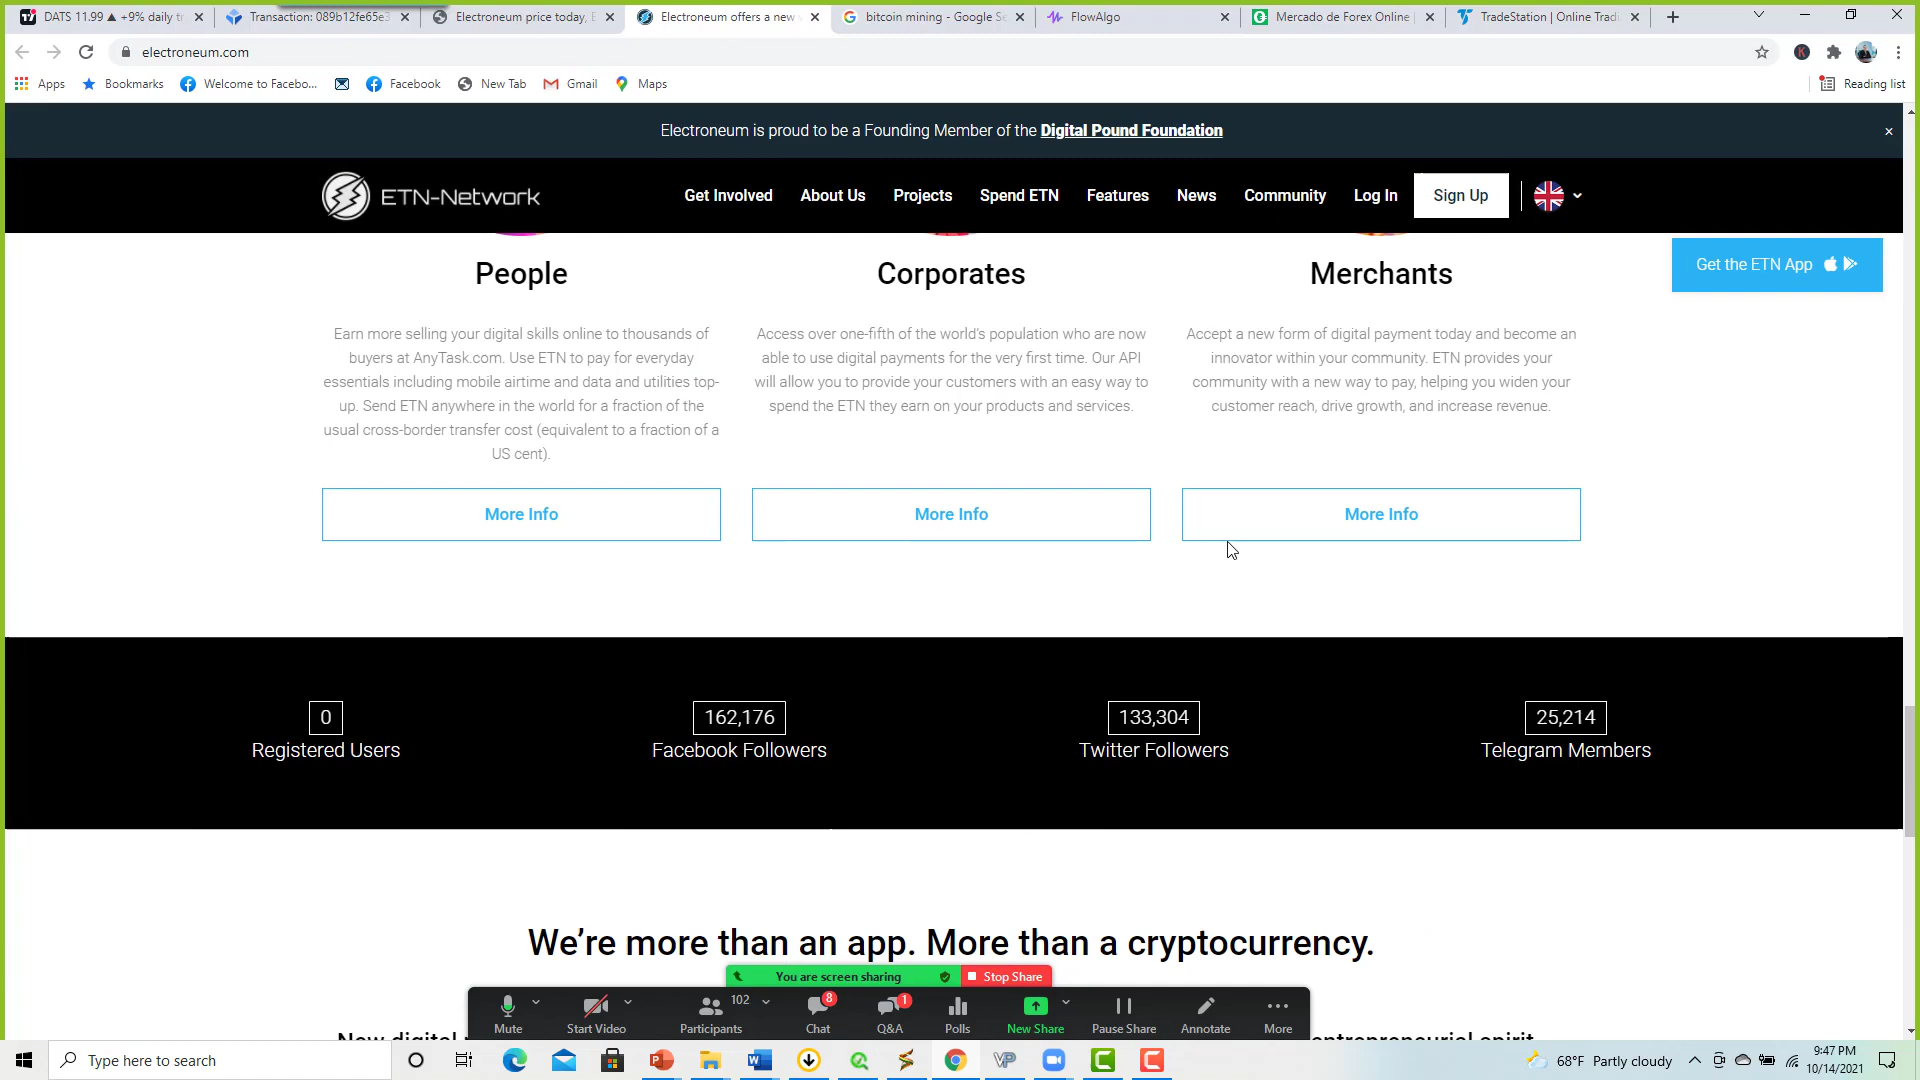 DATS 11.99 ▲ +9% daily tr
Transaction: 089b12fe65e3
Electroneum price today, E
Electroneum offers a new
bitcoin mining - Google Se
FlowAlgo
Mercado de Forex Online
TradeStation | Online Tradi
electroneum.com
K
Apps
Bookmarks
Welcome to Facebo...
Facebook
New Tab
Gmail
Maps
Reading list
Electroneum is proud to be a Founding Member of the Digital Pound Foundation
ETN-Network
Get Involved
About Us
Projects
Spend ETN
Features
News
Community
Log In
Sign Up
Get the ETN App
People
Earn more selling your digital skills online to thousands of
buyers at AnyTask.com. Use ETN to pay for everyday
essentials including mobile airtime and data and utilities top-
up. Send ETN anywhere in the world for a fraction of the
usual cross-border transfer cost (equivalent to a fraction of a
US cent).
More Info
Corporates
Access over one-fifth of the world's population who are now
able to use digital payments for the very first time. Our API
will allow you to provide your customers with an easy way to
spend the ETN they earn on your products and services.
More Info
Merchants
Accept a new form of digital payment today and become an
innovator within your community. ETN provides your
community with a new way to pay, helping you widen your
customer reach, drive growth, and increase revenue.
More Info
0
Registered Users
162,176
Facebook Followers
133,304
Twitter Followers
25,214
Telegram Members
We're more than an app. More than a cryptocurrency.
You are screen sharing
Stop Share
New digital
entrepreneurial spirit
Mute
Start Video
102
Participants
8
Chat
1
Q&A
Polls
New Share
Pause Share
Annotate
More
Type here to search
68°F Partly cloudy
9:47 PM
10/14/2021